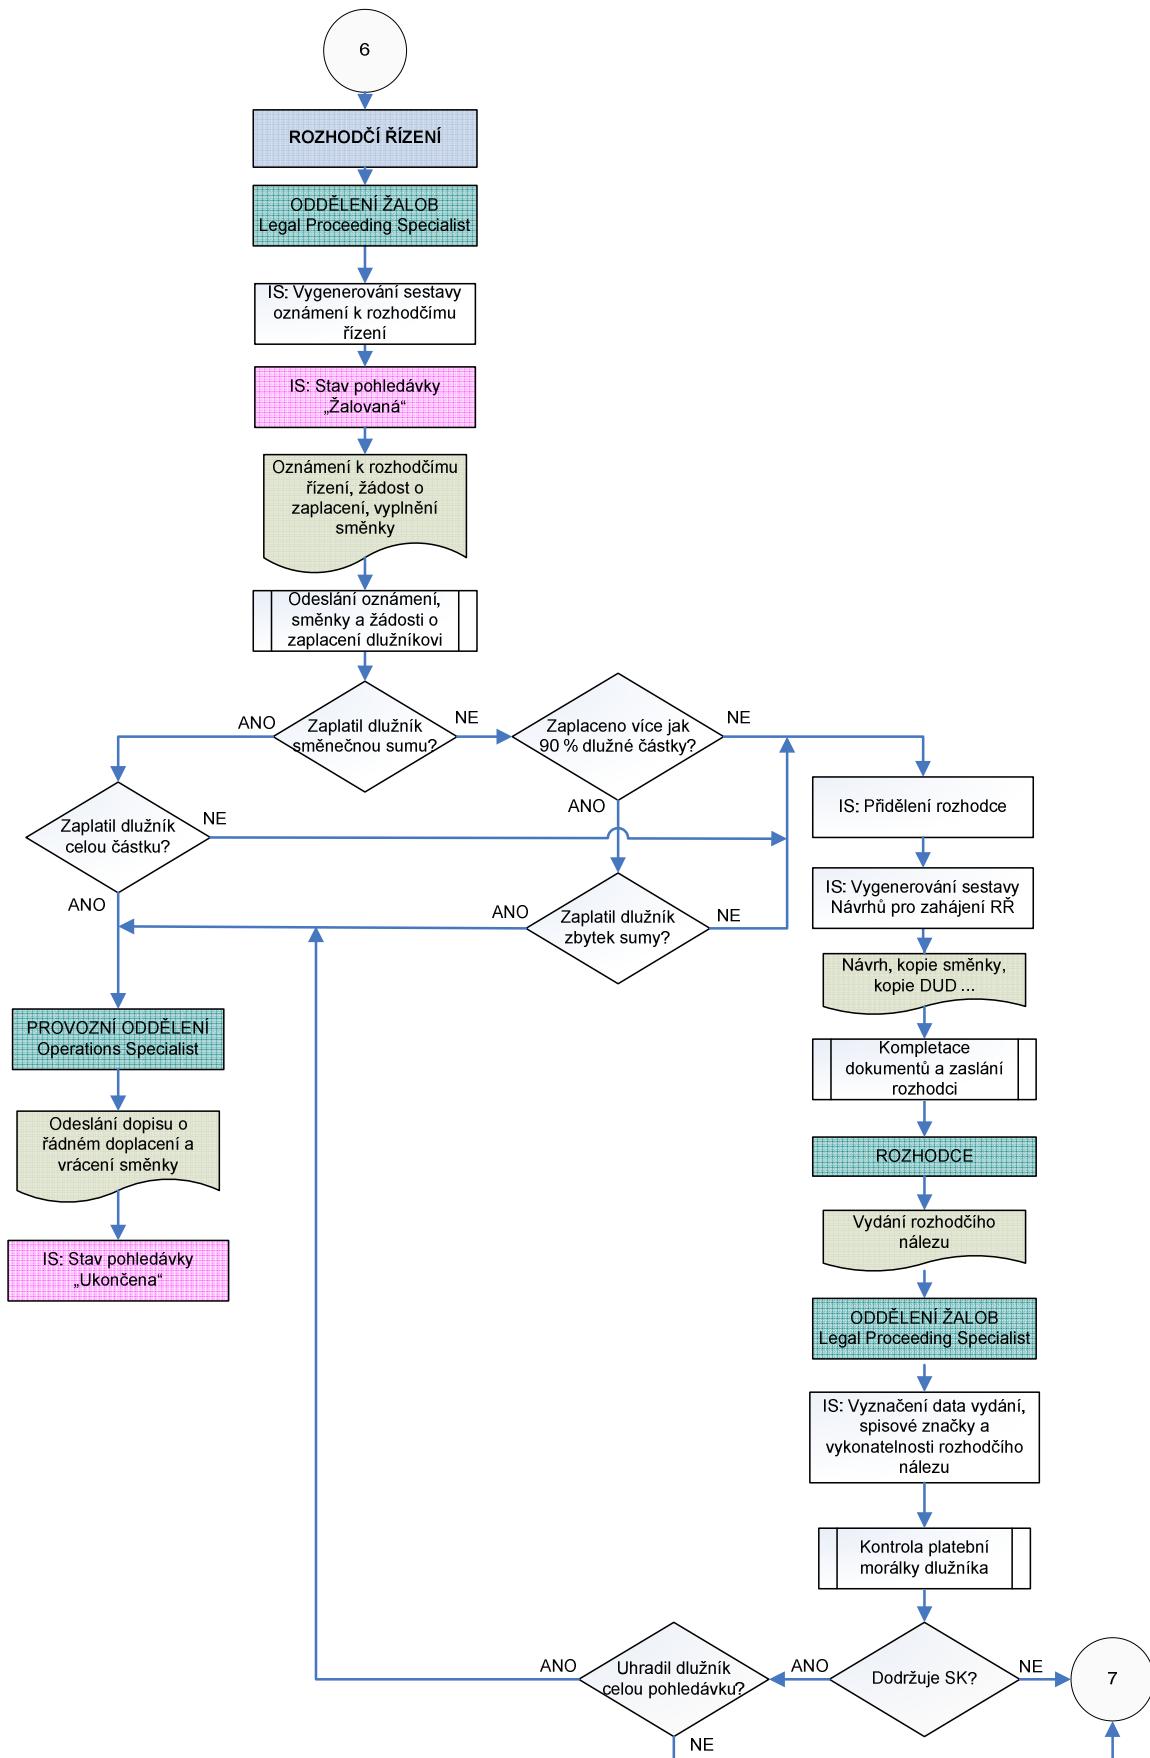 6
ROZHODČÍ ŘÍZENÍ
ODDĚLENÍ ŽALOB
Legal Proceeding Specialist
IS: Vygenerování sestavy
oznámení k rozhodčímu
řízení
IS: Stav pohledávky
„Žalovaná“
Oznámení k rozhodčímu
řízení, žádost o
zaplacení, vyplnění
směnky
Odeslání oznámení,
směnky a žádosti o
zaplacení dlužníkovi
Zaplatil dlužník
směnečnou sumu?
ANO
NE
Zaplaceno více jak
90 % dlužné částky?
NE
ANO
Zaplatil dlužník
celou částku?
NE
ANO
Zaplatil dlužník
zbytek sumy?
ANO
NE
PROVOZNÍ ODDĚLENÍ
Operations Specialist
Odeslání dopisu o
řádném doplacení a
vrácení směnky
IS: Stav pohledávky
„Ukončena“
IS: Přidělení rozhodce
IS: Vygenerování sestavy
Návrhů pro zahájení RŘ
Návrh, kopie směnky,
kopie DUD ...
Kompletace
dokumentů a zaslání
rozhodci
ROZHODCE
Vydání rozhodčího
nálezu
ODDĚLENÍ ŽALOB
Legal Proceeding Specialist
IS: Vyznačení data vydání,
spisové značky a
vykonatelnosti rozhodčího
nálezu
Kontrola platební
morálky dlužníka
Dodržuje SK?
ANO
NE
Uhradil dlužník
celou pohledávku?
ANO
NE
7